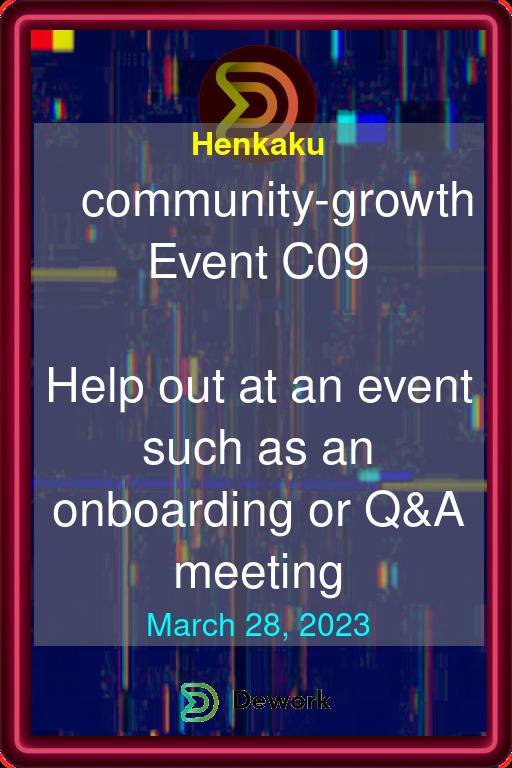 Henkaku
community-growth
Event C09
Help out at an event
such as an
onboarding or Q&A
meeting
March 28, 2023
Dework